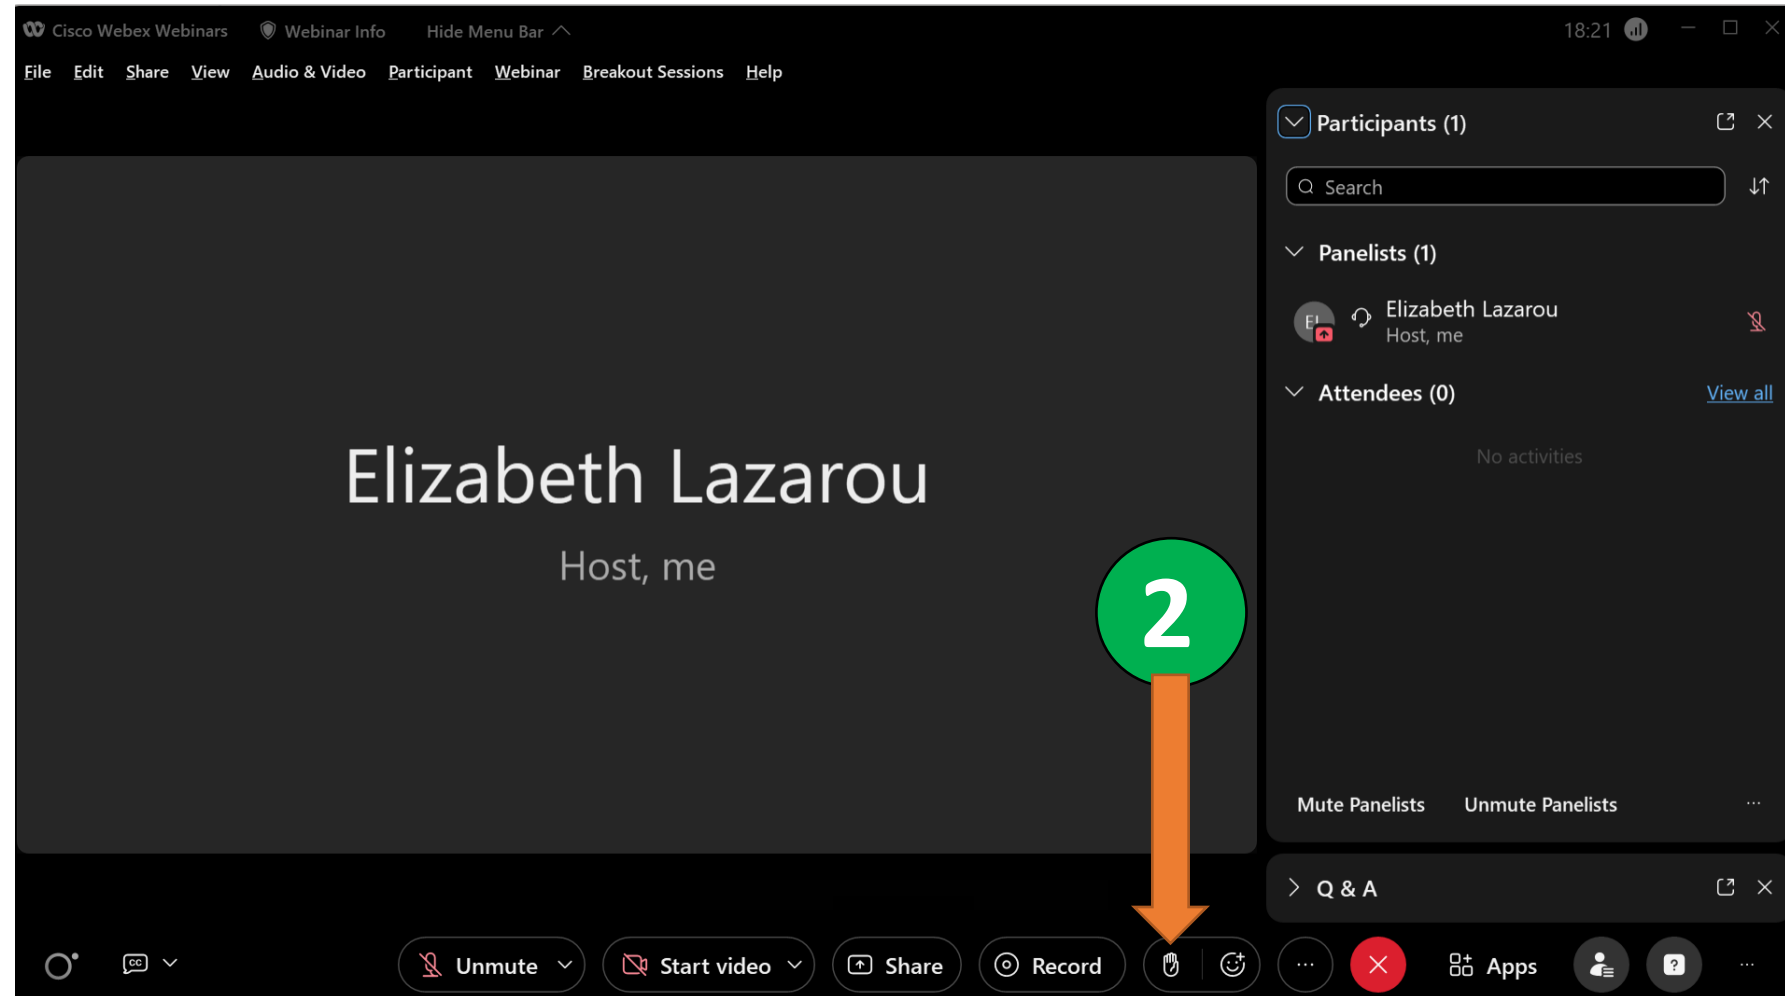 Cisco Webex Webinars Webinar Info Hide Menu Bar 18:21
File Edit Share View Audio & Video Participant Webinar Breakout Sessions Help
Participants (1)
Search
Panelists (1)
Elizabeth Lazarou
Host, me
Attendees (0) View all
No activities
Elizabeth Lazarou
Host, me
2
Mute Panelists Unmute Panelists
Q & A
CC Unmute Start video Share Record Apps